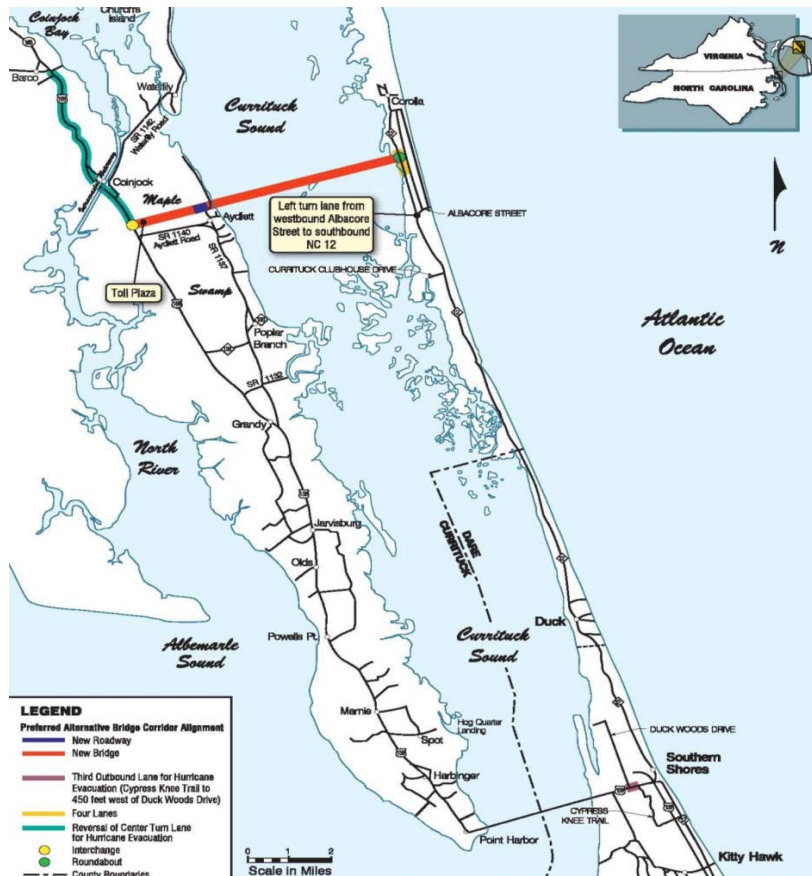 Coinjock
Bay
Church's
Island
Barco
Waterlily
SR 1142
Waterlily Road
Currituck
Sound
Corolla
VIRGINIA
NORTH CAROLINA
Coinjock
Maple
Aydlett
SR 1140
Aydlett Road
SR 1137
Left turn lane from
westbound Albacore
Street to southbound
NC 12
ALBACORE STREET
N
CURRITUCK CLUBHOUSE DRIVE
Toll Plaza
Swamp
Poplar
Branch
SR 1132
Atlantic
Ocean
Grandy
North
River
Jarvisburg
DARE
CURRITUCK
Olds
Duck
Albemarle
Sound
Powells Pt.
Currituck
Sound
Mamie
Hog Quarter
Landing
Spot
DUCK WOODS DRIVE
Southern
Shores
Harbinger
CYPRESS
KNEE TRAIL
Point Harbor
Kitty Hawk
LEGEND
Preferred Alternative Bridge Corridor Alignment
New Roadway
New Bridge
Third Outbound Lane for Hurricane
Evacuation (Cypress Knee Trail to
450 feet west of Duck Woods Drive)
Four Lanes
Reversal of Center Turn Lane
for Hurricane Evacuation
Interchange
Roundabout
County Boundaries
0 1 2
Scale in Miles